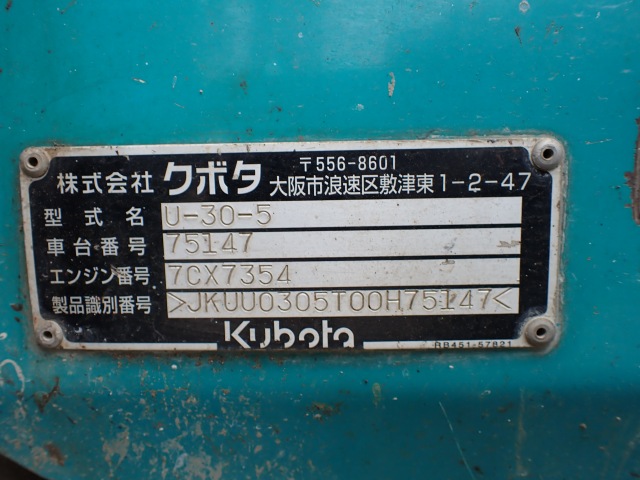 株式会社 クボタ 〒556-8601
大阪市浪速区敷津東1-2-47
型式名 U-30-5
車台番号 75147
エンジン番号 7CX7354
製品識別番号 >JKUU0305T00H75147<
Kubota
RB451-57821